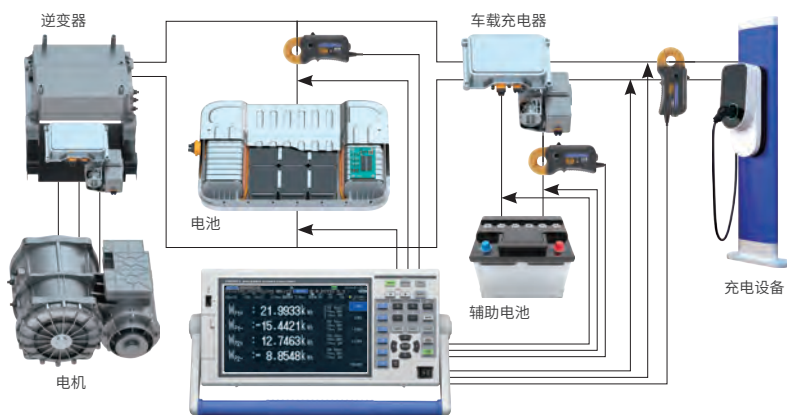 逆变器
车载充电器
电池
辅助电池
充电设备
电机
: 21.9933k
:-15.4421k
: 12.7463k
:- 8.8548k